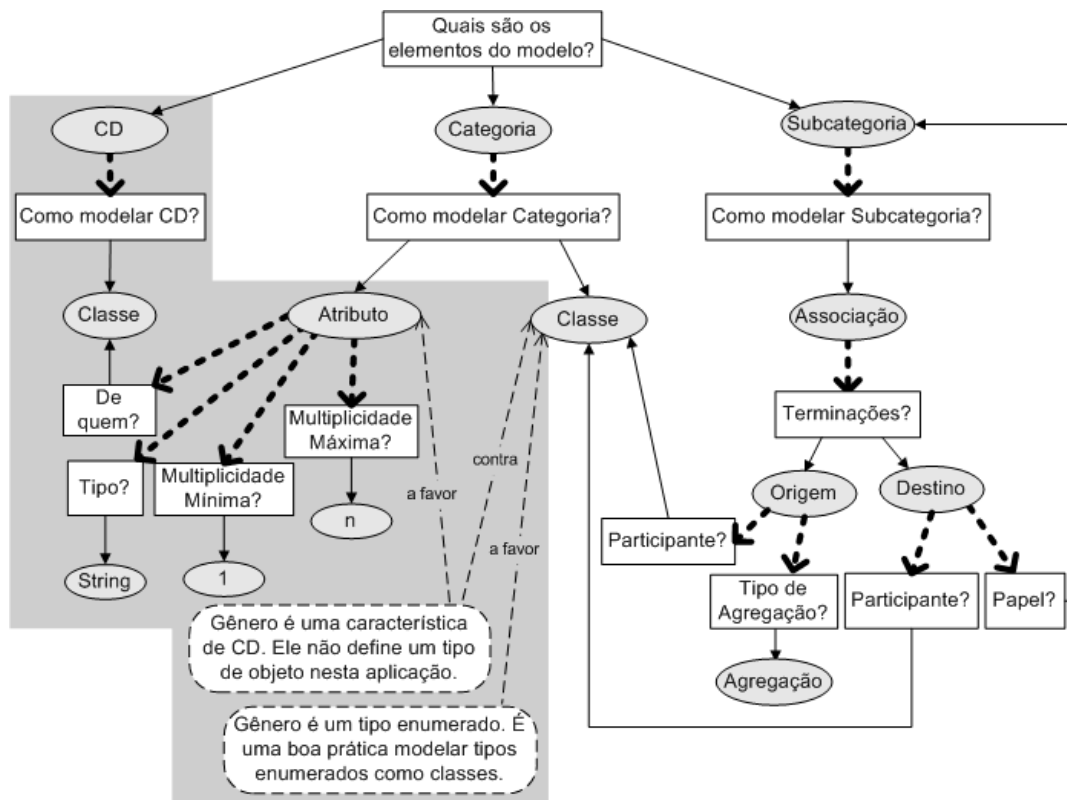 Quais são os
elementos do modelo?
CD
Categoria
Subcategoria
Como modelar CD?
Como modelar Categoria?
Como modelar Subcategoria?
Classe
Atributo
Classe
Associação
De
quem?
Multiplicidade
Máxima?
Terminações?
contra
Tipo?
Multiplicidade
Mínima?
a favor
Origem
Destino
n
a favor
Participante?
String
1
Tipo de
Agregação?
Participante?
Papel?
Gênero é uma característica
de CD. Ele não define um tipo
de objeto nesta aplicação.
Agregação
Gênero é um tipo enumerado. É
uma boa prática modelar tipos
enumerados como classes.